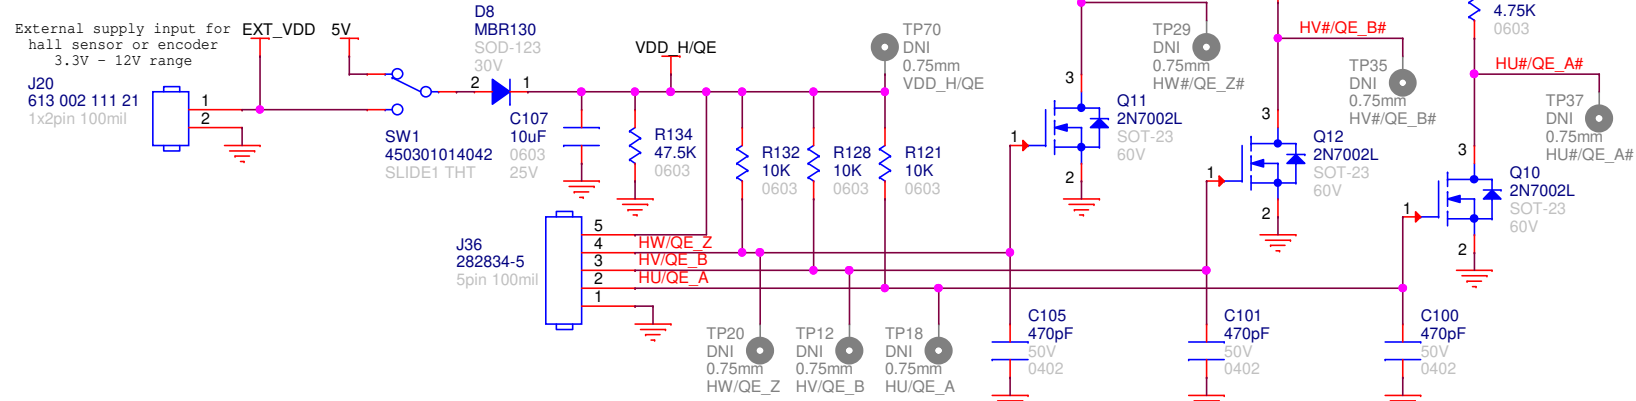 External supply input for
hall sensor or encoder
3.3V - 12V range
EXT_VDD
5V
J20
613 002 111 21
1x2pin 100mil
1
2
SW1
450301014042
SLIDE1 THT
D8
MBR130
SOD-123
30V
2
1
C107
10uF
0603
25V
VDD_H/QE
R134
47.5K
0603
R132
10K
0603
R128
10K
0603
R121
10K
0603
TP70
DNI
0.75mm
VDD_H/QE
J36
282834-5
5pin 100mil
5
4
3
2
1
HW/QE_Z
HV/QE_B
HU/QE_A
TP20
DNI
0.75mm
HW/QE_Z
TP12
DNI
0.75mm
HV/QE_B
TP18
DNI
0.75mm
HU/QE_A
TP29
DNI
0.75mm
HW#/QE_Z#
3
1
2
Q11
2N7002L
SOT-23
60V
C105
470pF
50V
0402
HV#/QE_B#
TP35
DNI
0.75mm
HV#/QE_B#
3
1
2
Q12
2N7002L
SOT-23
60V
C101
470pF
50V
0402
4.75K
0603
HU#/QE_A#
TP37
DNI
0.75mm
HU#/QE_A#
3
1
2
Q10
2N7002L
SOT-23
60V
C100
470pF
50V
0402